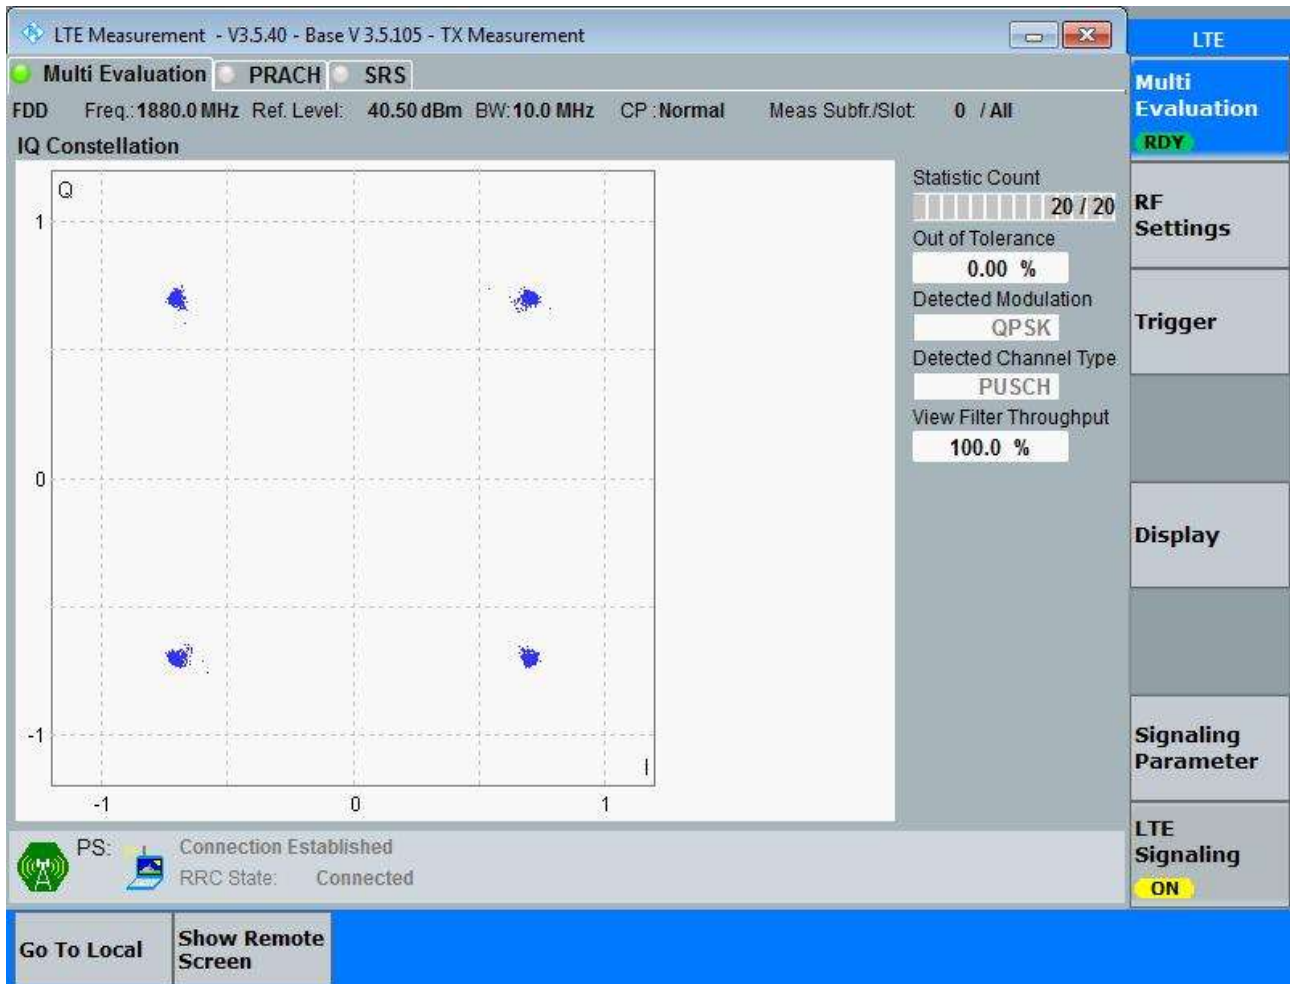 LTE Measurement - V3.5.40 - Base V 3.5.105 - TX Measurement
LTE
Multi Evaluation PRACH SRS
FDD Freg.:1880.0 MHz Ref. Level: 40.50 dBm BW:10.0 MHz CP :Normal Meas Subfr./Slot: 0 / All
IQ Constellation
Q
1
0
-1
I
-1 0 1
Statistic Count
20 / 20
Out of Tolerance
0.00 %
Detected Modulation
QPSK
Detected Channel Type
PUSCH
View Filter Throughput
100.0 %
Multi
Evaluation
RDY
RF
Settings
Trigger
Display
Signaling
Parameter
LTE
Signaling
ON
PS: Connection Established
RRC State: Connected
Go To Local
Show Remote
Screen